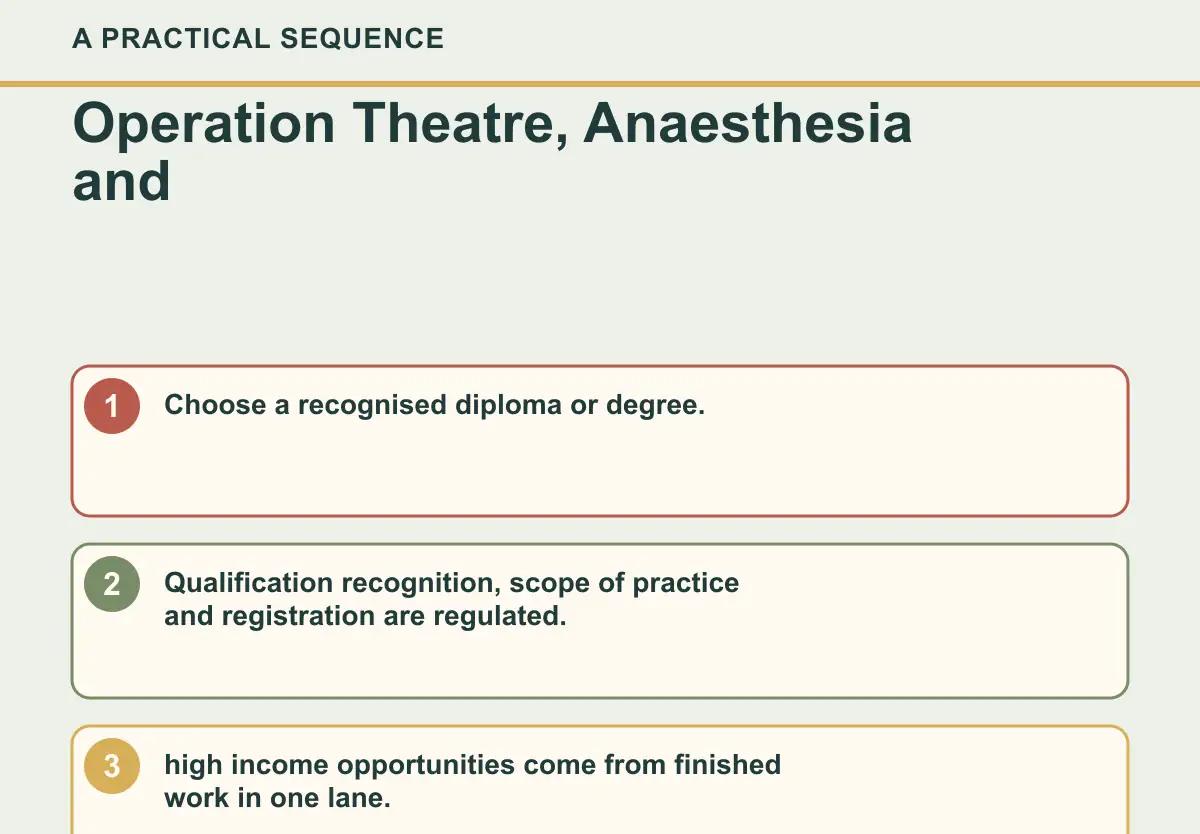 A PRACTICAL SEQUENCE
Operation Theatre, Anaesthesia
and
1
Choose a recognised diploma or degree.
2
Qualification recognition, scope of practice
and registration are regulated.
3
high income opportunities come from finished
work in one lane.